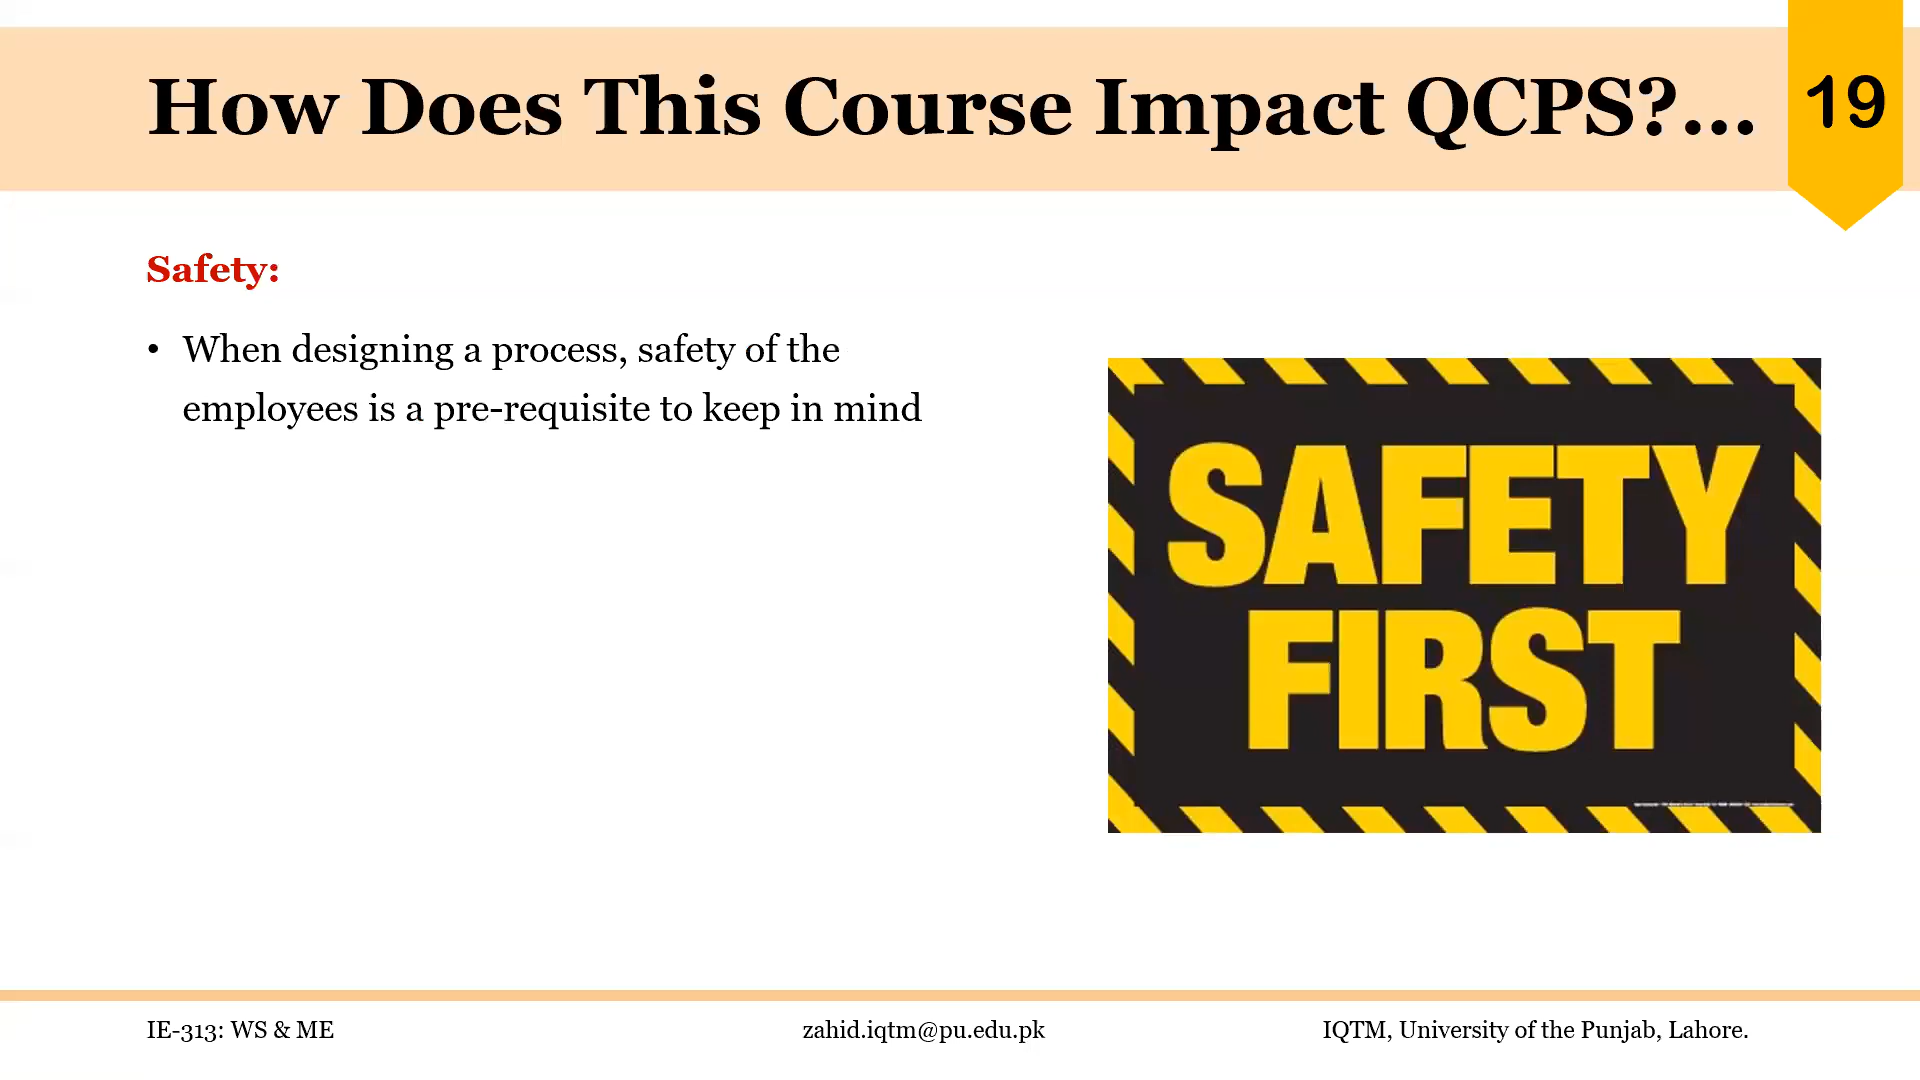 How Does This Course Impact QCPS?...
19
Safety:
• When designing a process, safety of the
employees is a pre-requisite to keep in mind
SAFETY
FIRST
IE-313: WS & ME
zahid.iqtm@pu.edu.pk
IQTM, University of the Punjab, Lahore.